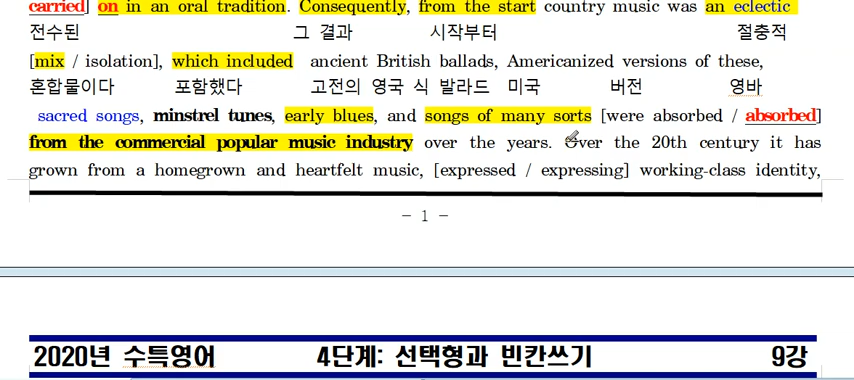 carried] on in an oral tradition. Consequently, from the start country music was an eclectic
전수된 그 결과 시작부터 절충적
[mix / isolation], which included ancient British ballads, Americanized versions of these,
혼합물이다 포함했다 고전의 영국 식 발라드 미국 버전 영바
sacred songs, minstrel tunes, early blues, and songs of many sorts [were absorbed / absorbed]
from the commercial popular music industry over the years. Over the 20th century it has
grown from a homegrown and heartfelt music, [expressed / expressing] working-class identity,
- 1 -
2020년 수특영어 4단계: 선택형과 빈칸쓰기 9강